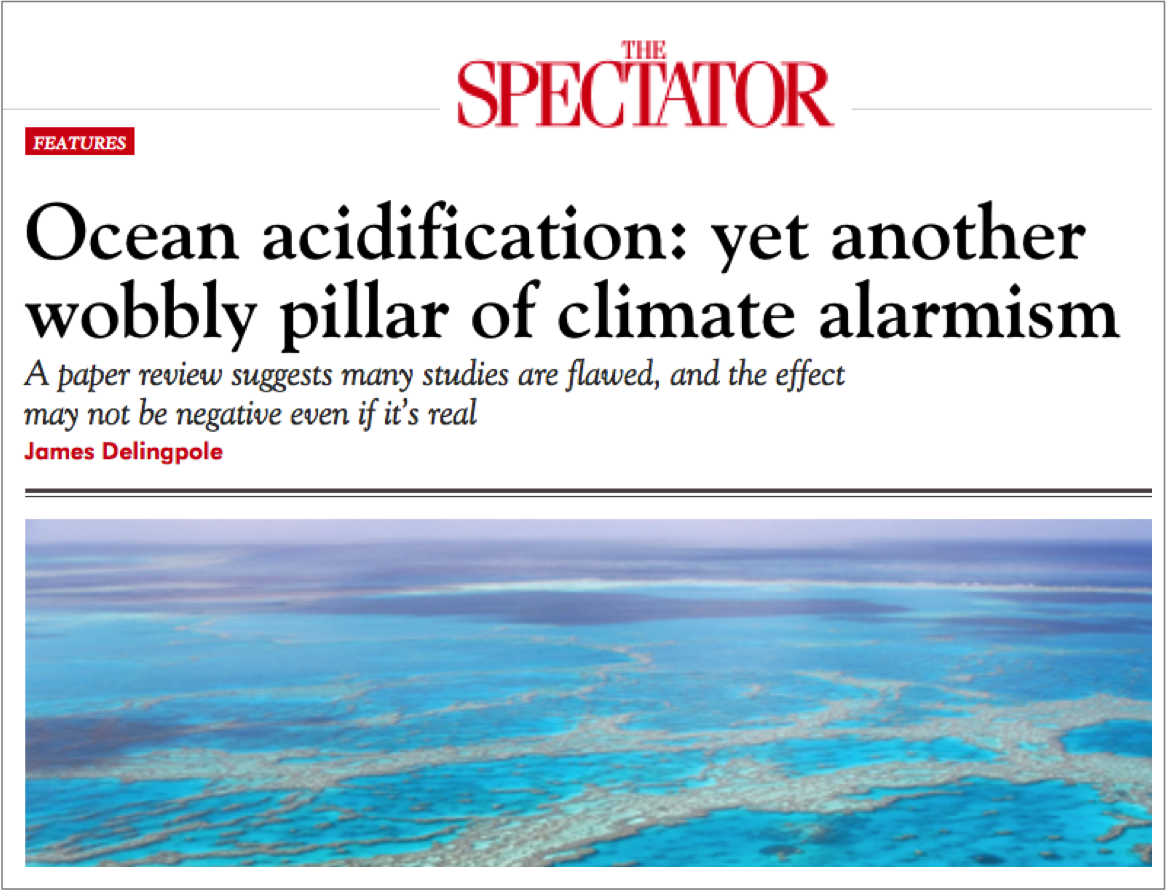 THE
SPECTATOR
FEATURES
Ocean acidification: yet another
wobbly pillar of climate alarmism
A paper review suggests many studies are flawed, and the effect
may not be negative even if it's real
James Delingpole